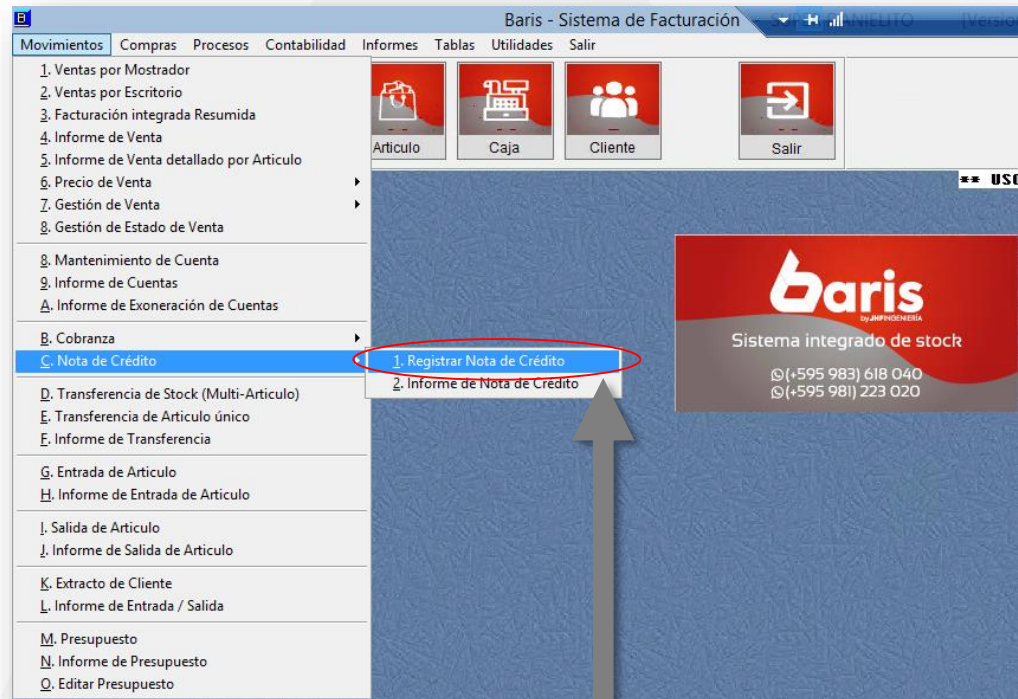 B
Baris - Sistema de Facturación SUPER DANIELITO [Version
Movimientos Compras Procesos Contabilidad Informes Tablas Utilidades Salir
1. Ventas por Mostrador
2. Ventas por Escritorio
3. Facturación integrada Resumida
4. Informe de Venta
5. Informe de Venta detallado por Articulo
6. Precio de Venta
7. Gestión de Venta
8. Gestión de Estado de Venta
8. Mantenimiento de Cuenta
9. Informe de Cuentas
A. Informe de Exoneración de Cuentas
B. Cobranza
C. Nota de Crédito
D. Transferencia de Stock (Multi-Articulo)
E. Transferencia de Articulo único
F. Informe de Transferencia
G. Entrada de Articulo
H. Informe de Entrada de Articulo
I. Salida de Articulo
J. Informe de Salida de Articulo
K. Extracto de Cliente
L. Informe de Entrada / Salida
M. Presupuesto
N. Informe de Presupuesto
O. Editar Presupuesto
1. Registrar Nota de Crédito
2. Informe de Nota de Crédito
Articulo
Caja
Cliente
Salir
** USO
baris
by JHF INGENIERÍA
Sistema integrado de stock
(+595 983) 618 040
(+595 981) 223 020